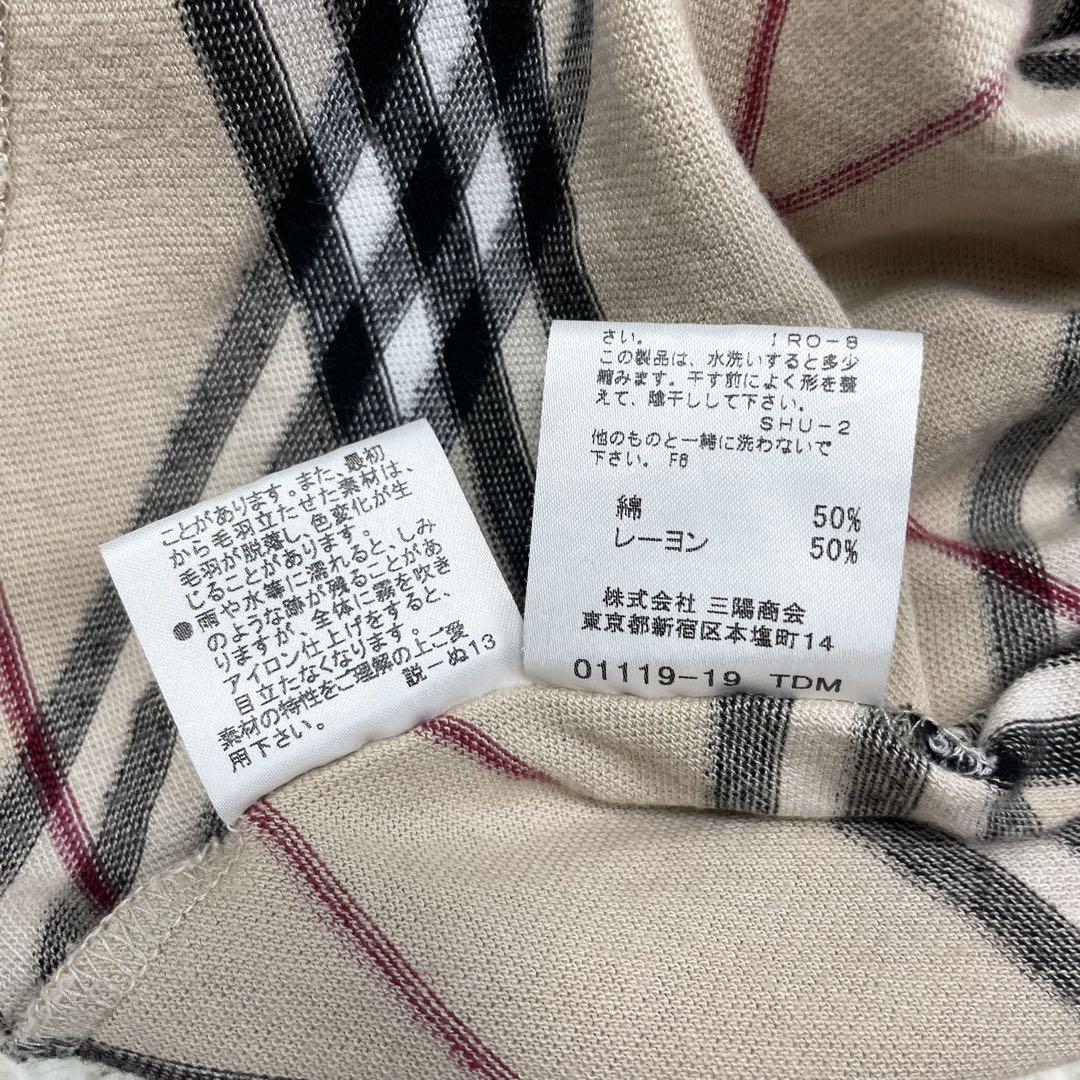 ことがあります。また、最初
から毛羽立たせた素材は、
毛羽が脱落し、色変化が生
じることがあります。
●雨や水等に濡れると、しみ
のような跡が残ることがあ
りますが、全体に霧を吹き
アイロン仕上げをすると、
目立たなくなります。
素材の特性をご理解の上ご愛
用下さい。 説ーぬ13
さい。 IRO-8
この製品は、水洗いすると多少
縮みます。干す前によく形を整
えて、陰干しして下さい。
SHU-2
他のものと一緒に洗わないで
下さい。 F8
綿 50%
レーヨン 50%
株式会社 三陽商会
東京都新宿区本塩町14
01119-19 TDM